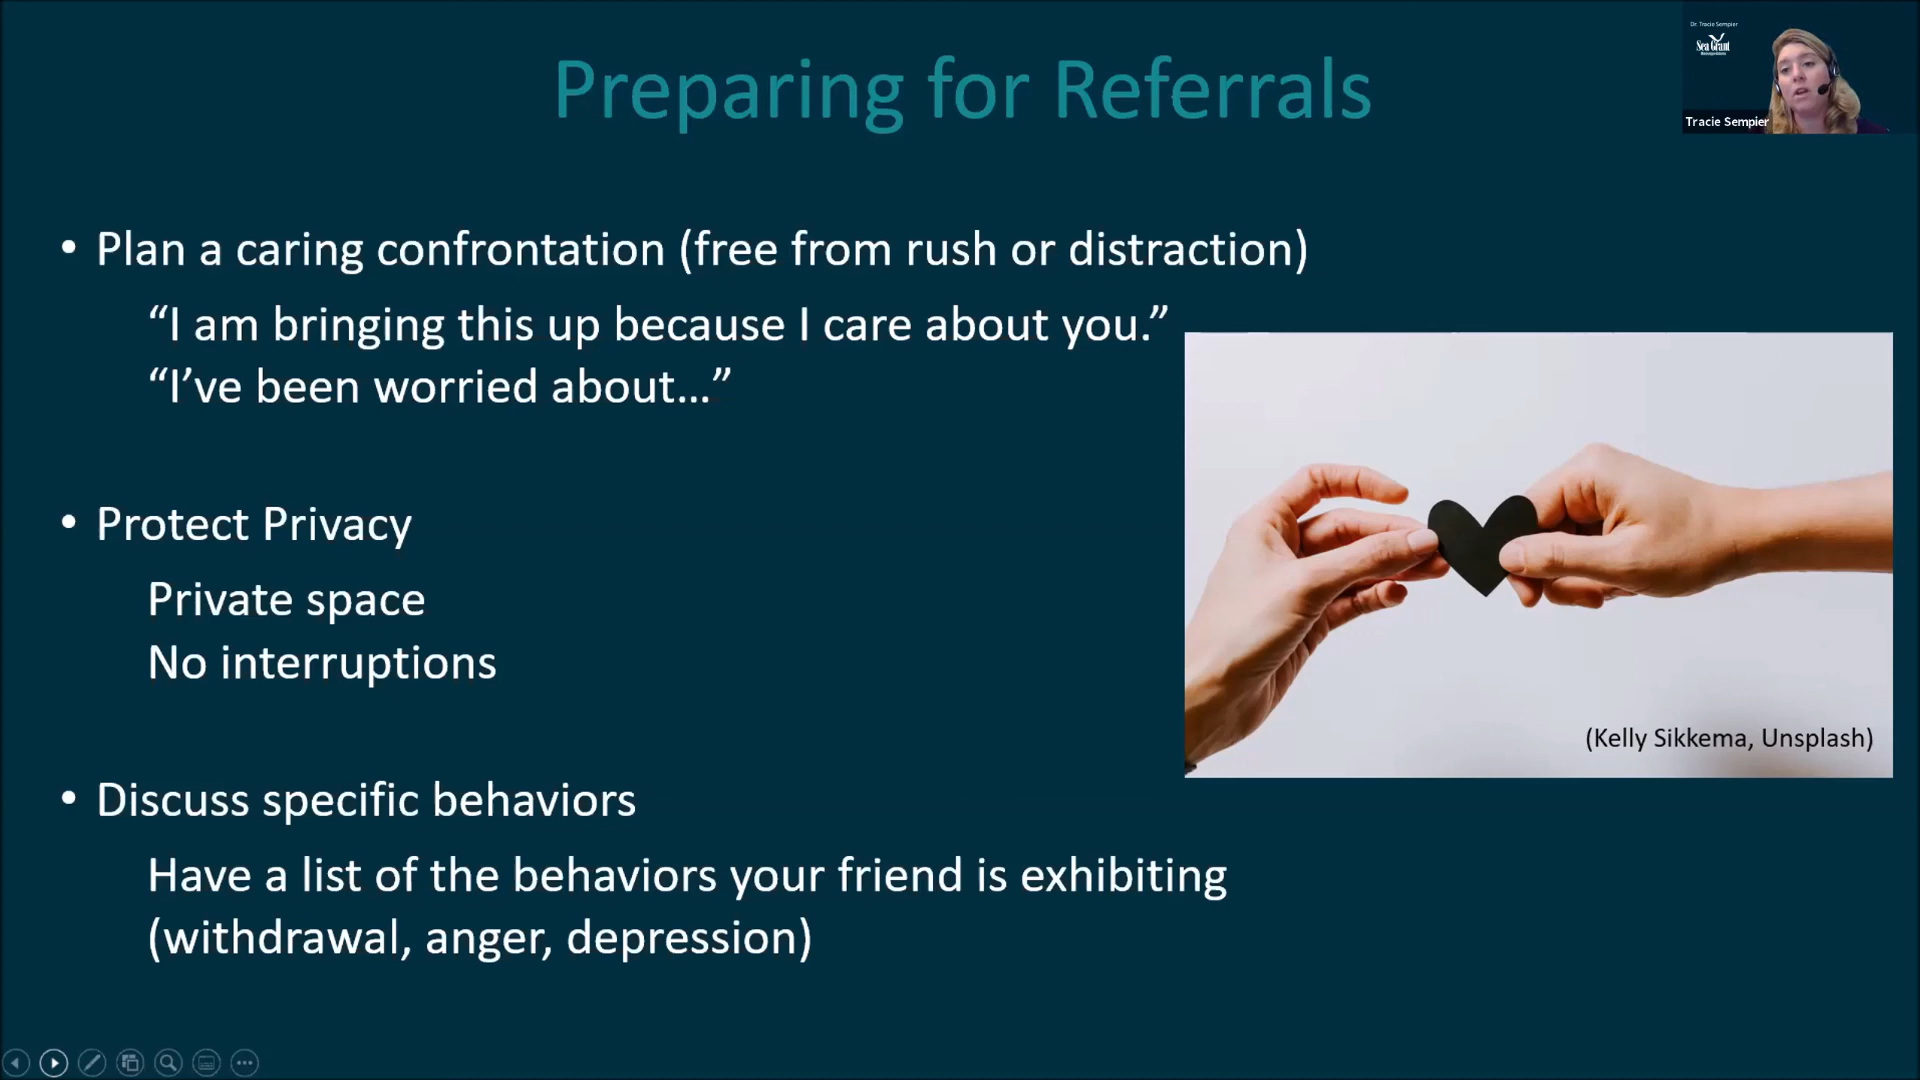 Preparing for Referrals
Dr. Tracie Sempier
Sea Grant
Tracie Sempier
• Plan a caring confrontation (free from rush or distraction)
“I am bringing this up because I care about you.”
“I’ve been worried about...”
• Protect Privacy
Private space
No interruptions
(Kelly Sikkema, Unsplash)
• Discuss specific behaviors
Have a list of the behaviors your friend is exhibiting
(withdrawal, anger, depression)